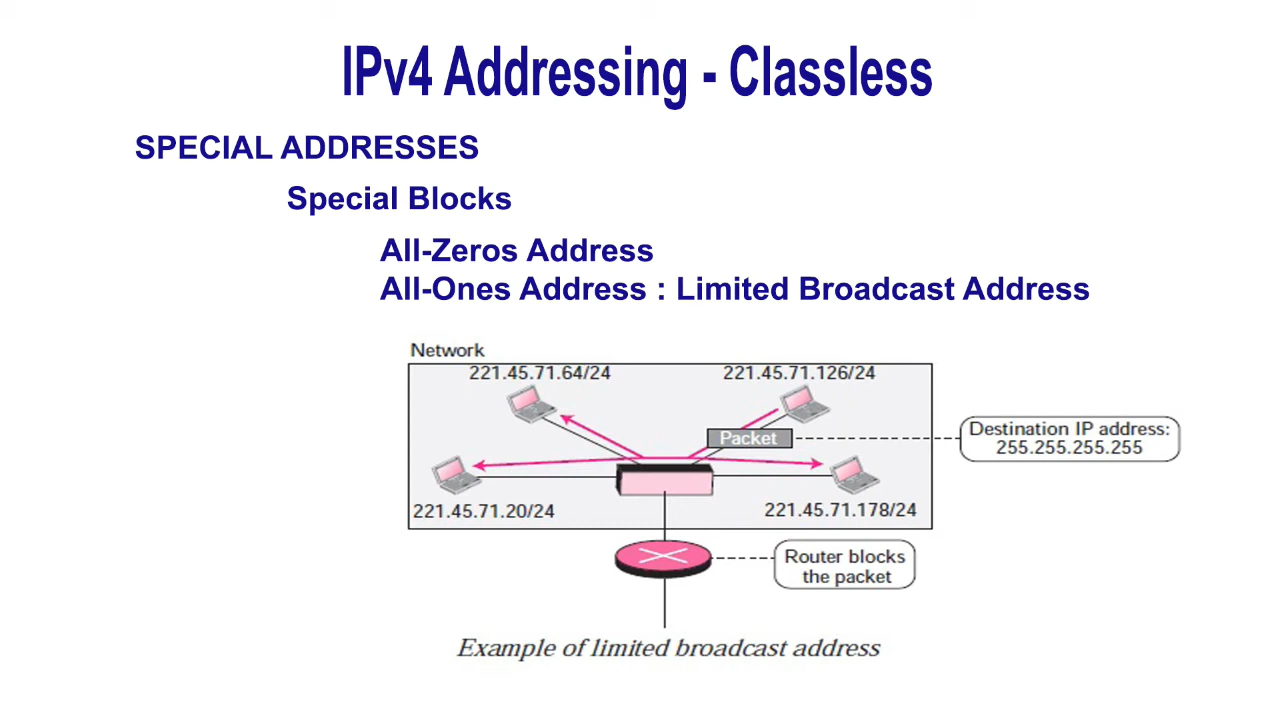 IPv4 Addressing - Classless
SPECIAL ADDRESSES
Special Blocks
All-Zeros Address
All-Ones Address : Limited Broadcast Address
Network
221.45.71.64/24
221.45.71.126/24
Packet
Destination IP address:
255.255.255.255
221.45.71.20/24
221.45.71.178/24
Router blocks
the packet
Example of limited broadcast address